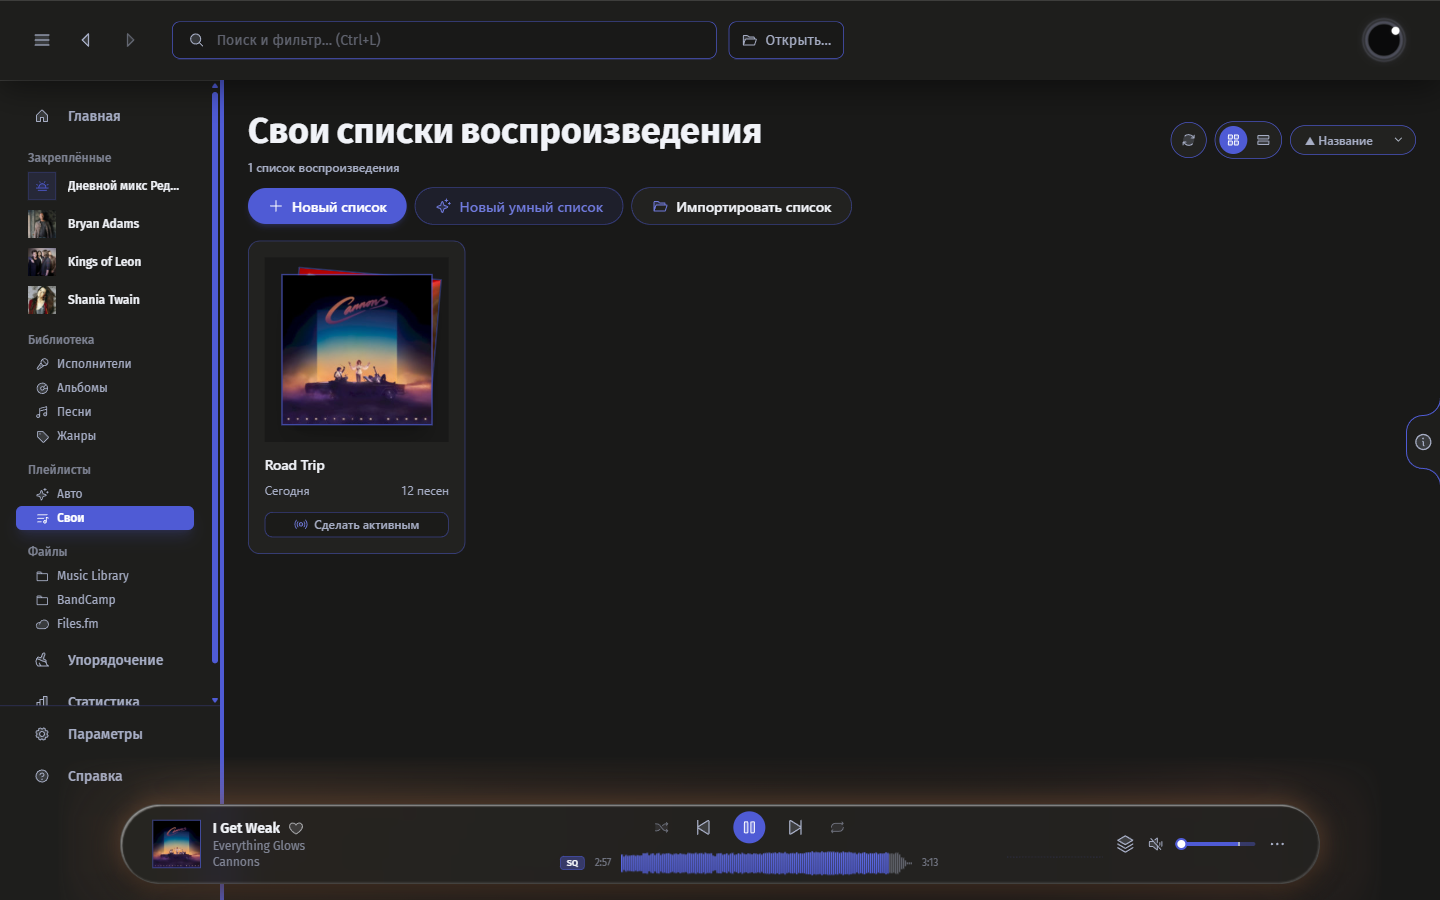 Поиск и фильтр... (Ctrl+L)
Открыть...
Главная
Закреплённые
Дневной микс Ред...
Bryan Adams
Kings of Leon
Shania Twain
Библиотека
Исполнители
Альбомы
Песни
Жанры
Плейлисты
Авто
Свои
Файлы
Music Library
BandCamp
Files.fm
Упорядочение
Статистика
Параметры
Справка
Свои списки воспроизведения
1 список воспроизведения
Название
Новый список
Новый умный список
Импортировать список
Cannons
Road Trip
Сегодня
12 песен
Сделать активным
I Get Weak
Everything Glows
Cannons
SQ
2:57
3:13